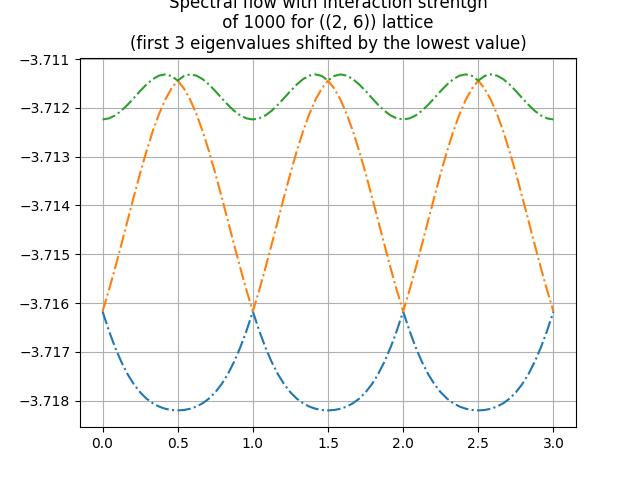 Spectral flow with interaction strentgh
of 1000 for ((2, 6)) lattice
(first 3 eigenvalues shifted by the lowest value)
−3.711
−3.712
−3.713
−3.714
−3.715
−3.716
−3.717
−3.718
0.0 0.5 1.0 1.5 2.0 2.5 3.0